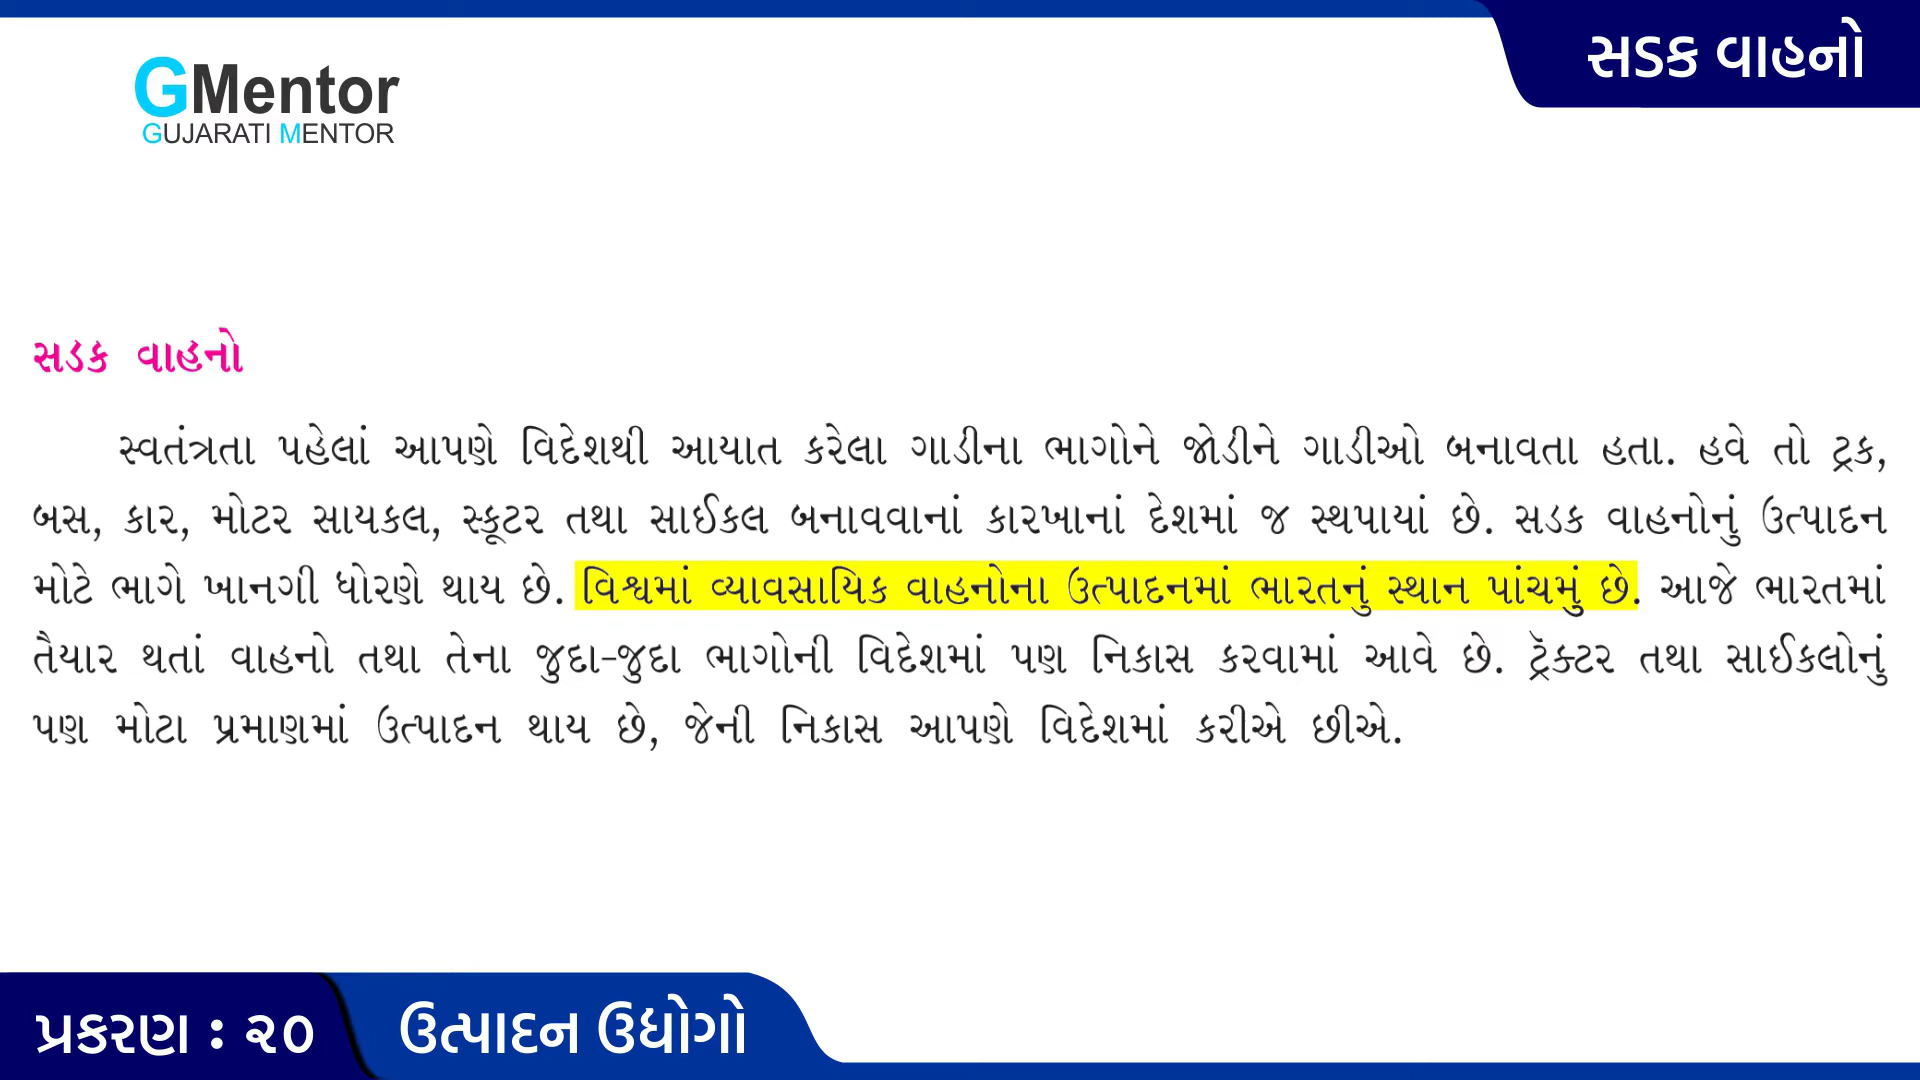 સડક વાહનો
GMentor
GUJARATI MENTOR
સડક વાહનો
સ્વતંત્રતા પહેલાં આપણે વિદેશથી આયાત કરેલા ગાડીના ભાગોને જોડીને ગાડીઓ બનાવતા હતા. હવે તો ટ્રક,
બસ, કાર, મોટર સાયકલ, સ્કૂટર તથા સાઈકલ બનાવવાનાં કારખાનાં દેશમાં જ સ્થપાયાં છે. સડક વાહનોનું ઉત્પાદન
મોટે ભાગે ખાનગી ધોરણે થાય છે. વિશ્વમાં વ્યાવસાયિક વાહનોના ઉત્પાદનમાં ભારતનું સ્થાન પાંચમું છે. આજે ભારતમાં
તૈયાર થતાં વાહનો તથા તેના જુદા-જુદા ભાગોની વિદેશમાં પણ નિકાસ કરવામાં આવે છે. ટ્રૅક્ટર તથા સાઈકલોનું
પણ મોટા પ્રમાણમાં ઉત્પાદન થાય છે, જેની નિકાસ આપણે વિદેશમાં કરીએ છીએ.
પ્રકરણ : ૨૦ ઉત્પાદન ઉદ્યોગો